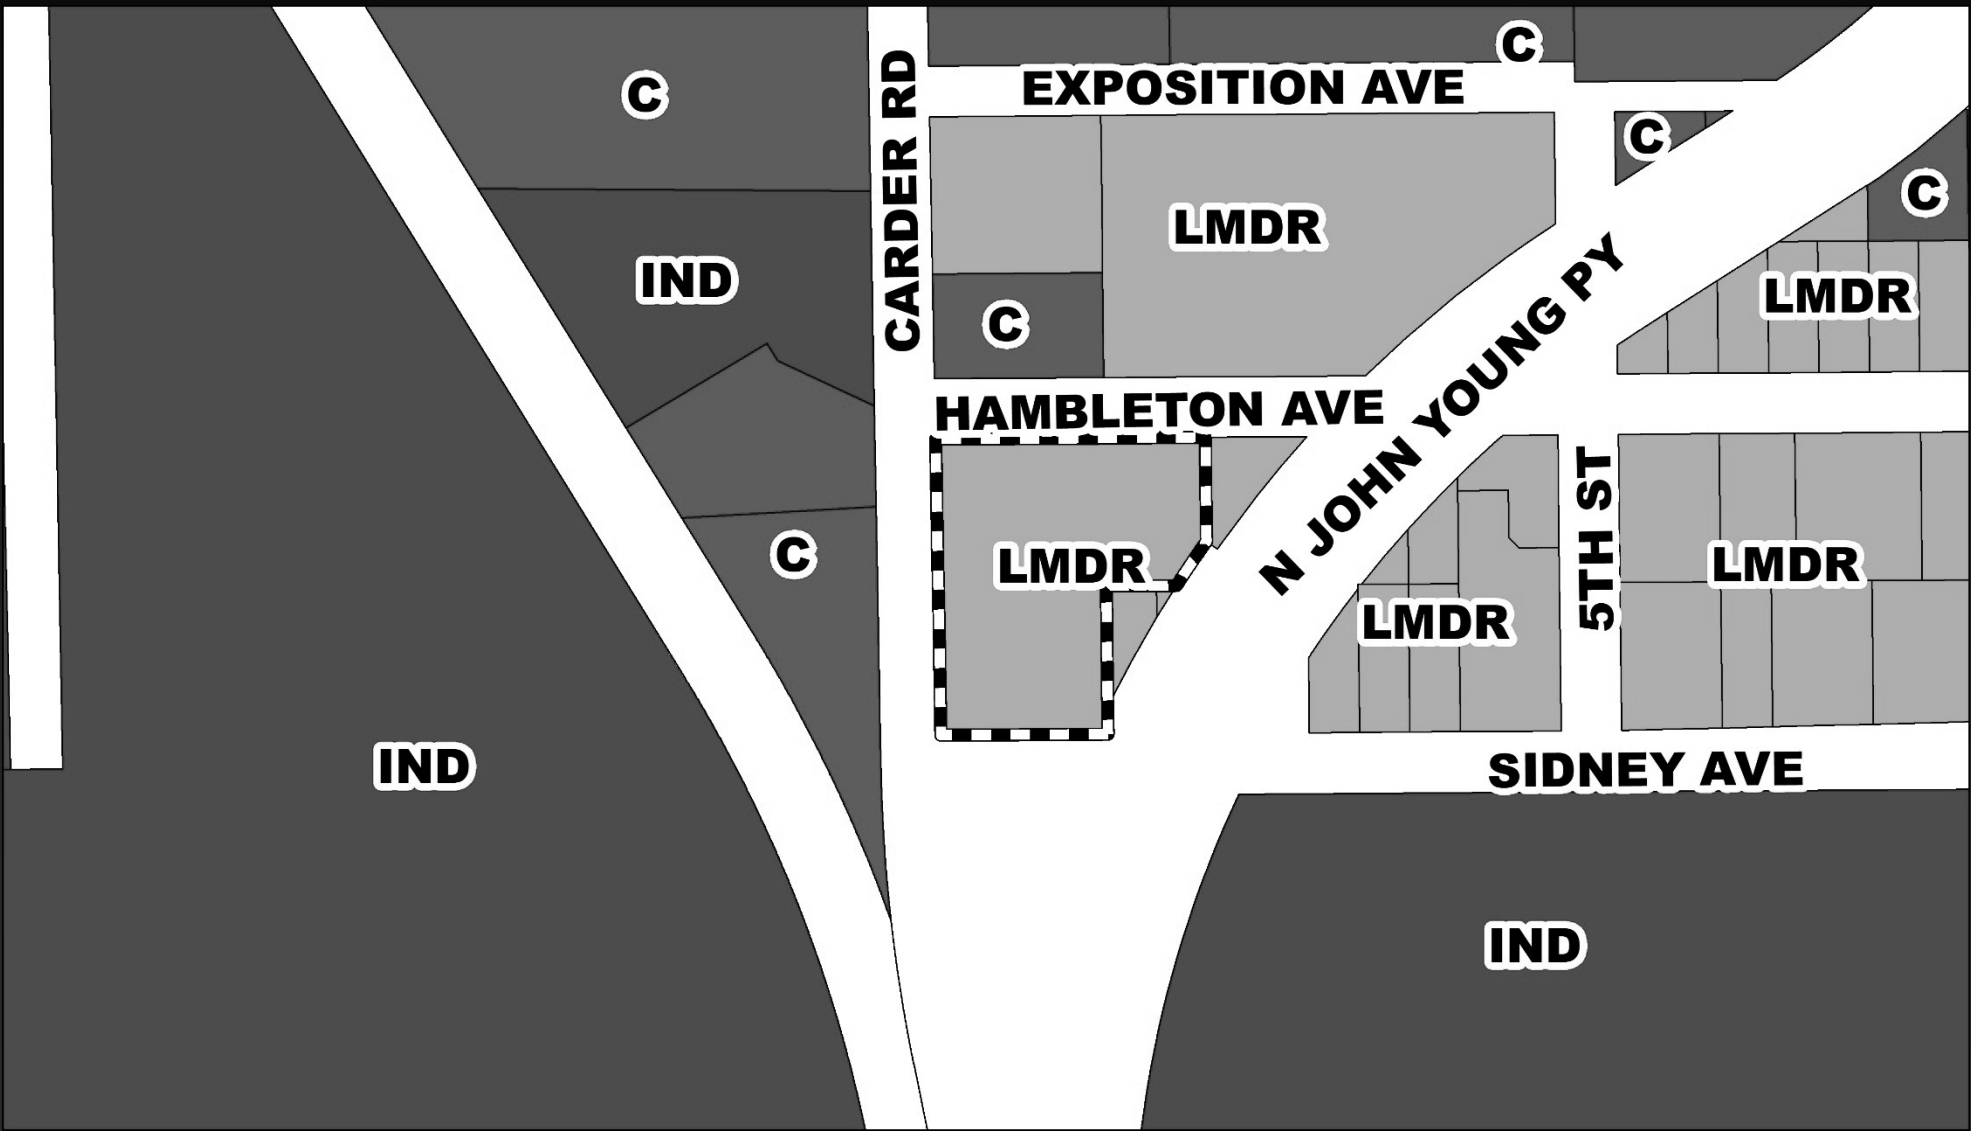 C
C
EXPOSITION AVE
CARDER RD
C
C
LMDR
IND
LMDR
C
HAMBLETON AVE
N JOHN YOUNG PY
5TH ST
C
LMDR
LMDR
LMDR
IND
SIDNEY AVE
IND